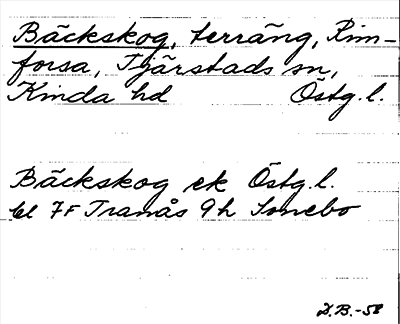 Bäckskog, terräng, Rim-
forsa, Tjärstads sn,
Kinda hd Östg.l.
Bäckskog ek Östg.l.
bl 7F Tranås 9h Sonebo
D.B.-58